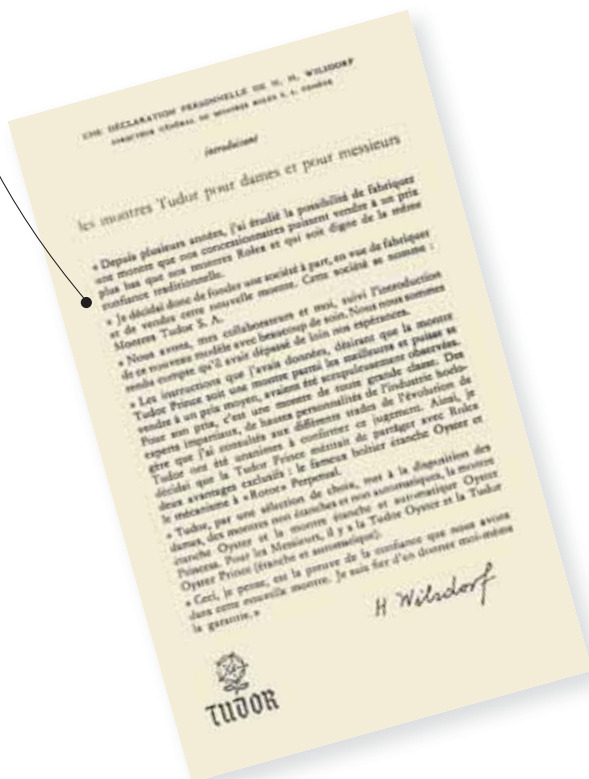 UNE DÉCLARATION PERSONNELLE DE M. H. WILSDORF
DIRECTEUR GÉNÉRAL DE MONTRES ROLEX S. A. GENÈVE
introduisant
les montres Tudor pour dames et pour messieurs
« Depuis plusieurs années, j'ai étudié la possibilité de fabriquer
une montre que nos concessionnaires puissent vendre à un prix
plus bas que nos montres Rolex et qui soit digne de la même
confiance traditionnelle.
« Je décidai donc de fonder une société à part, en vue de fabriquer
et de vendre cette nouvelle montre. Cette société se nomme :
Montres Tudor S. A.
« Nous avons, mes collaborateurs et moi, suivi l'introduction
de ce nouveau modèle avec beaucoup de soin. Nous nous sommes
rendu compte qu'il avait dépassé de loin nos espérances.
« Les instructions que j'avais données, désirant que la montre
Tudor Prince soit une montre parmi les meilleures et puisse se
vendre à un prix moyen, avaient été scrupuleusement observées.
Pour son prix, c'est une montre de toute grande classe. Des
experts impartiaux, de hautes personnalités de l'industrie horlo-
gère que j'ai consultés aux différents stades de l'évolution de
Tudor ont été unanimes à confirmer ce jugement. Ainsi, je
décidai que la Tudor Prince méritait de partager avec Rolex
deux avantages exclusifs : le fameux boîtier étanche Oyster et
le mécanisme à «Rotor» Perpetual.
« Tudor, par une sélection de choix, met à la disposition des
dames, des montres non étanches et non automatiques, la montre
étanche Oyster et la montre étanche et automatique Oyster
Princess. Pour les Messieurs, il y a la Tudor Oyster et la Tudor
Oyster Prince (étanche et automatique).
« Ceci, je pense, est la preuve de la confiance que nous avons
dans cette nouvelle montre. Je suis fier d'en donner moi-même
la garantie. »
H Wilsdorf
TUDOR